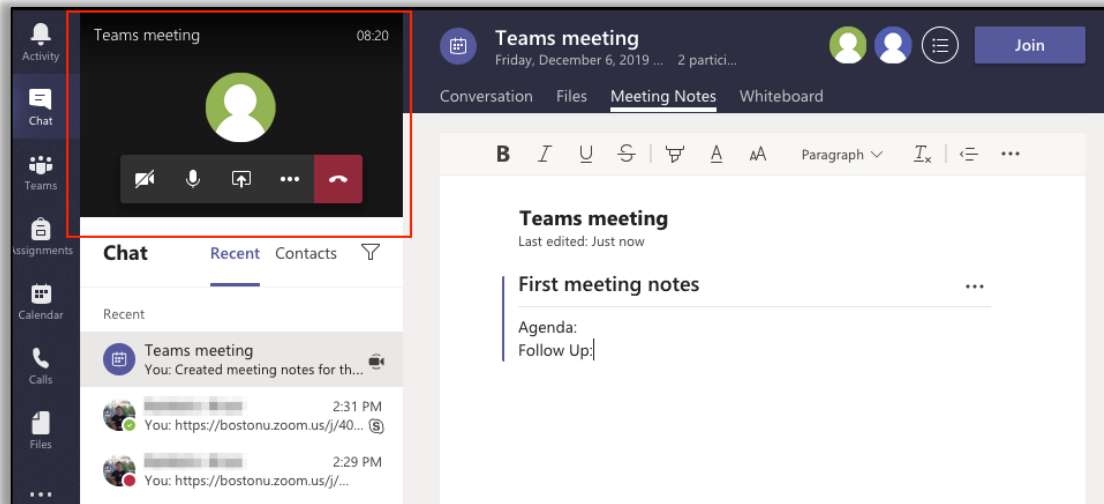 Activity
Chat
Teams
Assignments
Calendar
Calls
Files
Teams meeting 08:20
Chat Recent Contacts
Recent
Teams meeting
You: Created meeting notes for th...
2:31 PM
You: https://bostonu.zoom.us/j/40...
2:29 PM
You: https://bostonu.zoom.us/j/...
Teams meeting
Friday, December 6, 2019 ... 2 partici...
Join
Conversation Files Meeting Notes Whiteboard
B I U S A AA Paragraph Tx
Teams meeting
Last edited: Just now
First meeting notes
Agenda:
Follow Up: